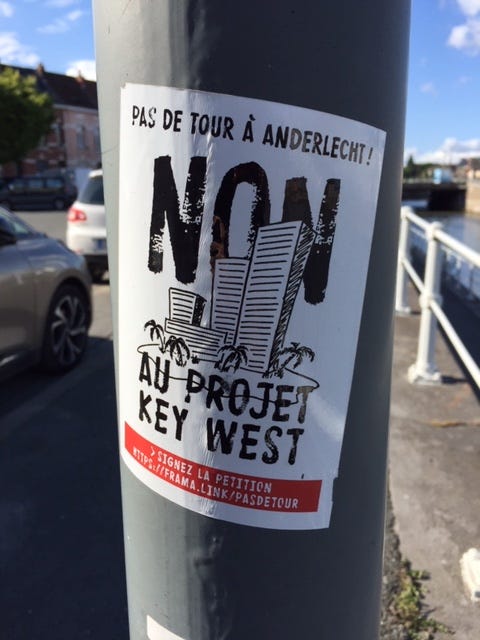 PAS DE TOUR À ANDERLECHT!
NON
AU PROJET
KEY WEST
> SIGNEZ LA PETITION
HTTPS://FRAMA.LINK/PASDETOUR